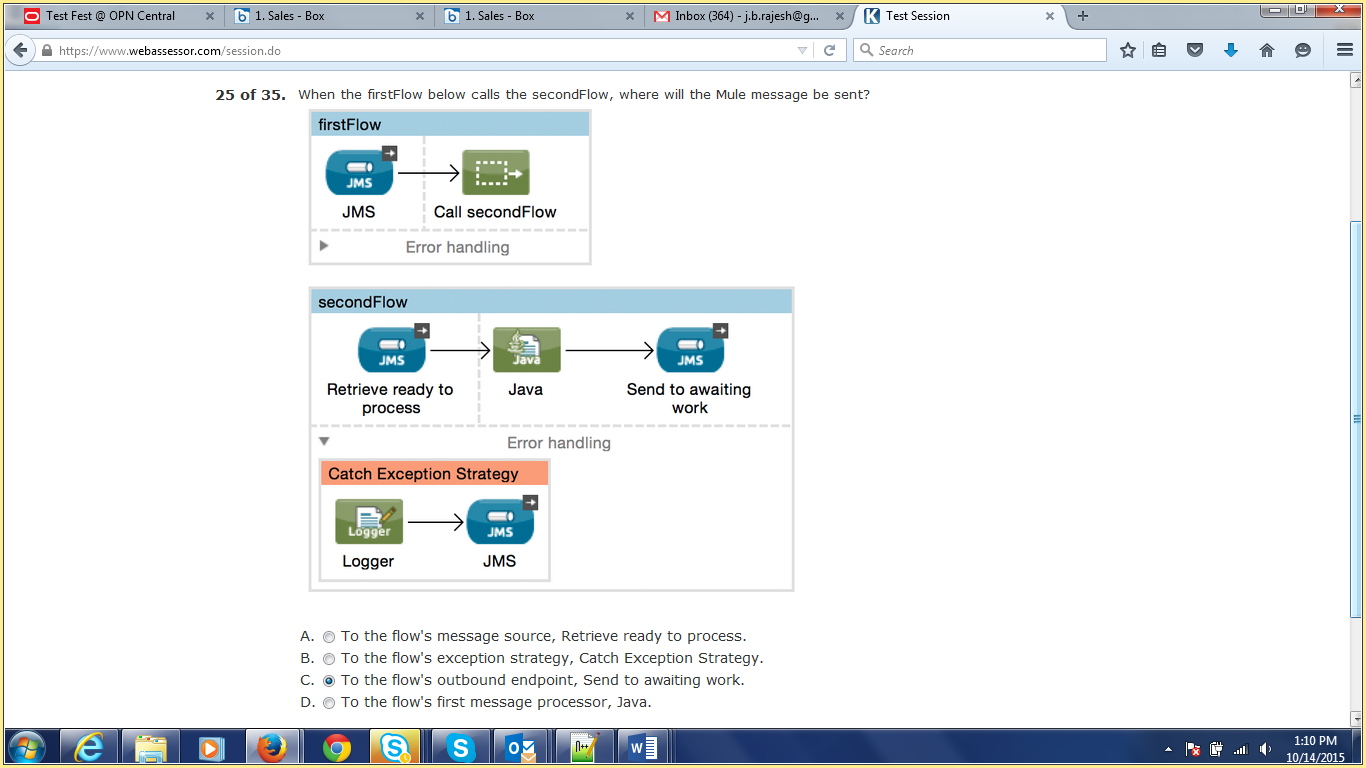 Test Fest @ OPN Central
1. Sales - Box
1. Sales - Box
Inbox (364) - j.b.rajesh@g...
Test Session
https://www.webassessor.com/session.do
Search
25 of 35. When the firstFlow below calls the secondFlow, where will the Mule message be sent?
firstFlow
JMS
JMS
Call secondFlow
Error handling
secondFlow
JMS
Java
JMS
Retrieve ready to
process
Java
Send to awaiting
work
Error handling
Catch Exception Strategy
Logger
JMS
Logger
JMS
A. To the flow's message source, Retrieve ready to process.
B. To the flow's exception strategy, Catch Exception Strategy.
C. To the flow's outbound endpoint, Send to awaiting work.
D. To the flow's first message processor, Java.
1:10 PM
10/14/2015